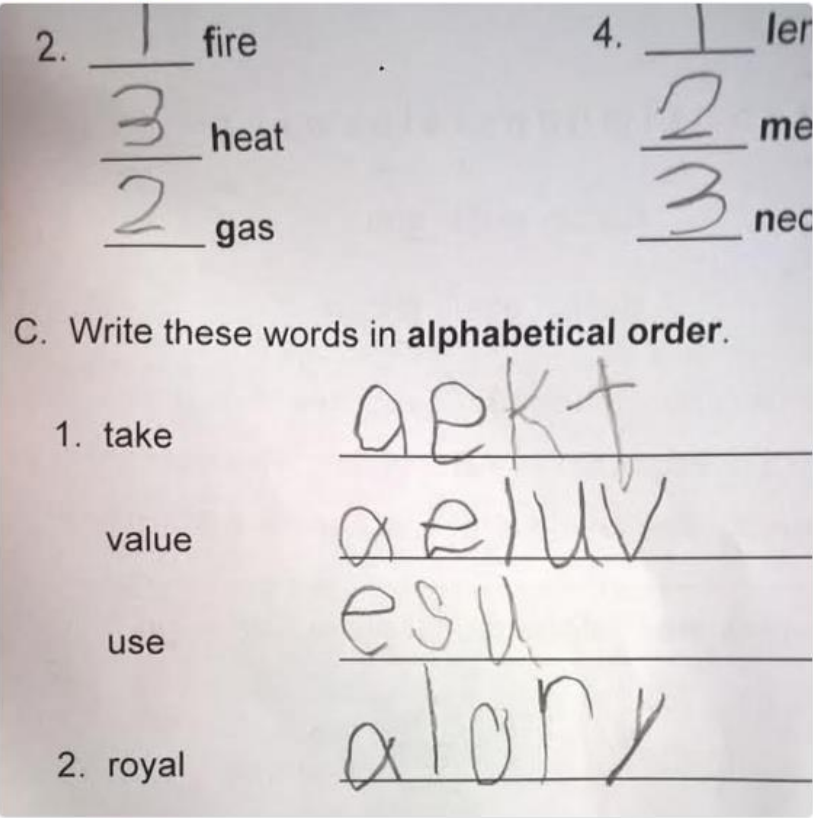 2. 1 fire 4. 1 ler
3 heat 2 me
2 gas 3 nec
C. Write these words in alphabetical order.
1. take aekt
value aeluv
use esu
2. royal alory